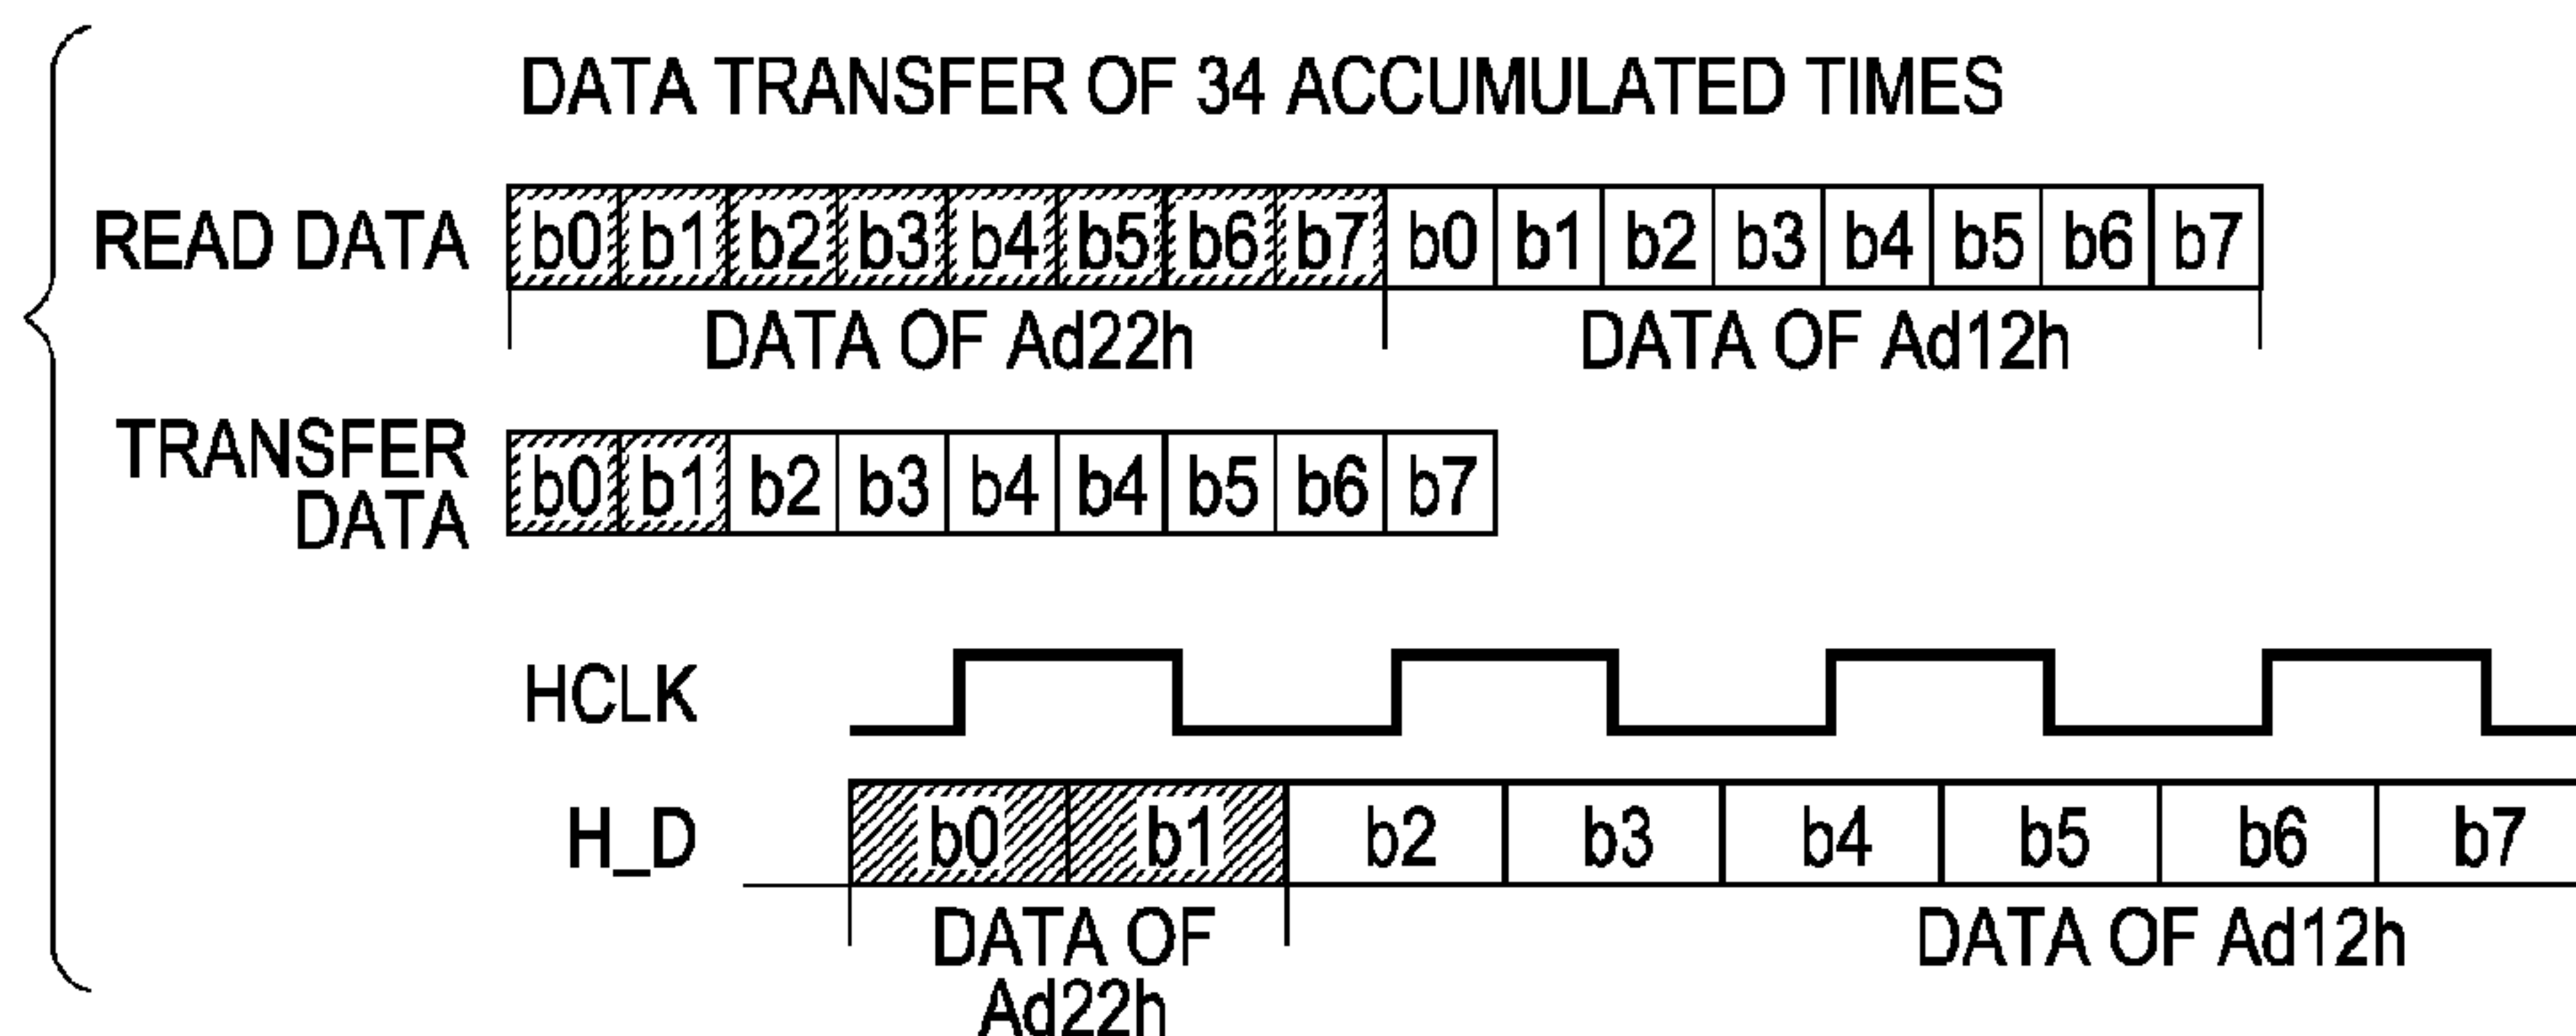 DATA TRANSFER OF 34 ACCUMULATED TIMES
READ DATA b0 b1 b2 b3 b4 b5 b6 b7 b0 b1 b2 b3 b4 b5 b6 b7
DATA OF Ad22h DATA OF Ad12h
TRANSFER
DATA
b0 b1 b2 b3 b4 b4 b5 b6 b7
HCLK
H_D b0 b1 b2 b3 b4 b5 b6 b7
DATA OF
Ad22h
DATA OF Ad12h